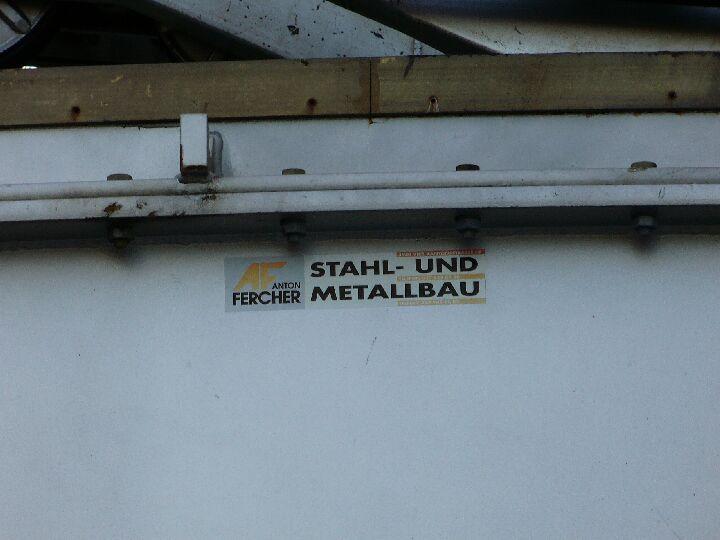 AF
ANTON
FERCHER
STAHL- UND
METALLBAU